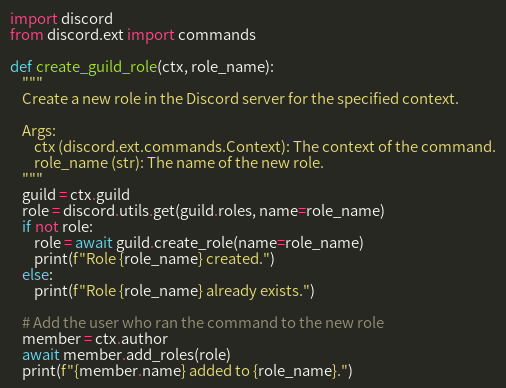 import discord
from discord.ext import commands

def create_guild_role(ctx, role_name):
    """
    Create a new role in the Discord server for the specified context.

    Args:
        ctx (discord.ext.commands.Context): The context of the command.
        role_name (str): The name of the new role.
    """
    guild = ctx.guild
    role = discord.utils.get(guild.roles, name=role_name)
    if not role:
        role = await guild.create_role(name=role_name)
        print(f"Role {role_name} created.")
    else:
        print(f"Role {role_name} already exists.")

    # Add the user who ran the command to the new role
    member = ctx.author
    await member.add_roles(role)
    print(f"{member.name} added to {role_name}.")